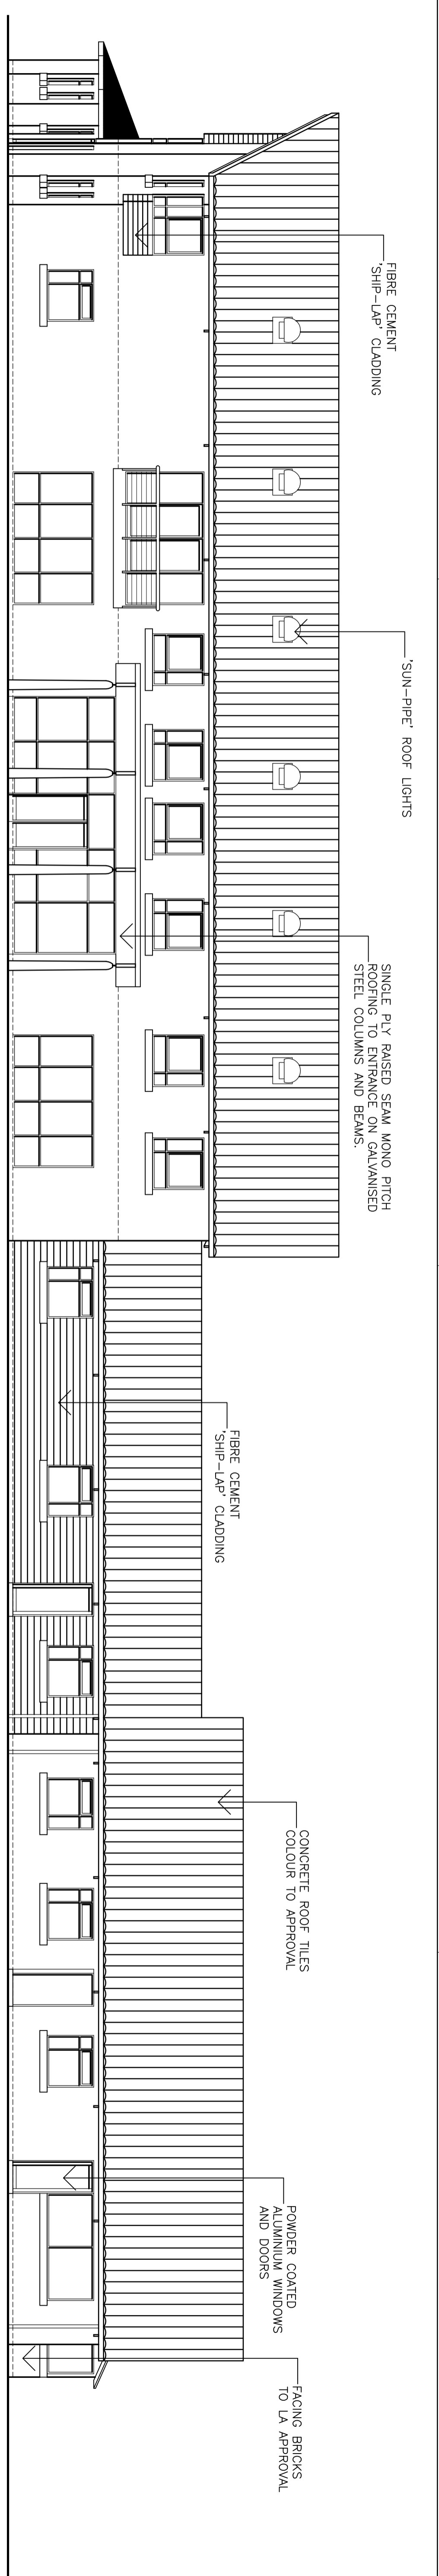 FIBRE CEMENT
'SHIP-LAP' CLADDING
'SUN-PIPE' ROOF LIGHTS
SINGLE PLY RAISED SEAM MONO PITCH
ROOFING TO ENTRANCE ON GALVANISED
STEEL COLUMNS AND BEAMS.
FIBRE CEMENT
'SHIP-LAP' CLADDING
CONCRETE ROOF TILES
COLOUR TO APPROVAL
POWDER COATED
ALUMINIUM WINDOWS
AND DOORS
FACING BRICKS
TO LA APPROVAL